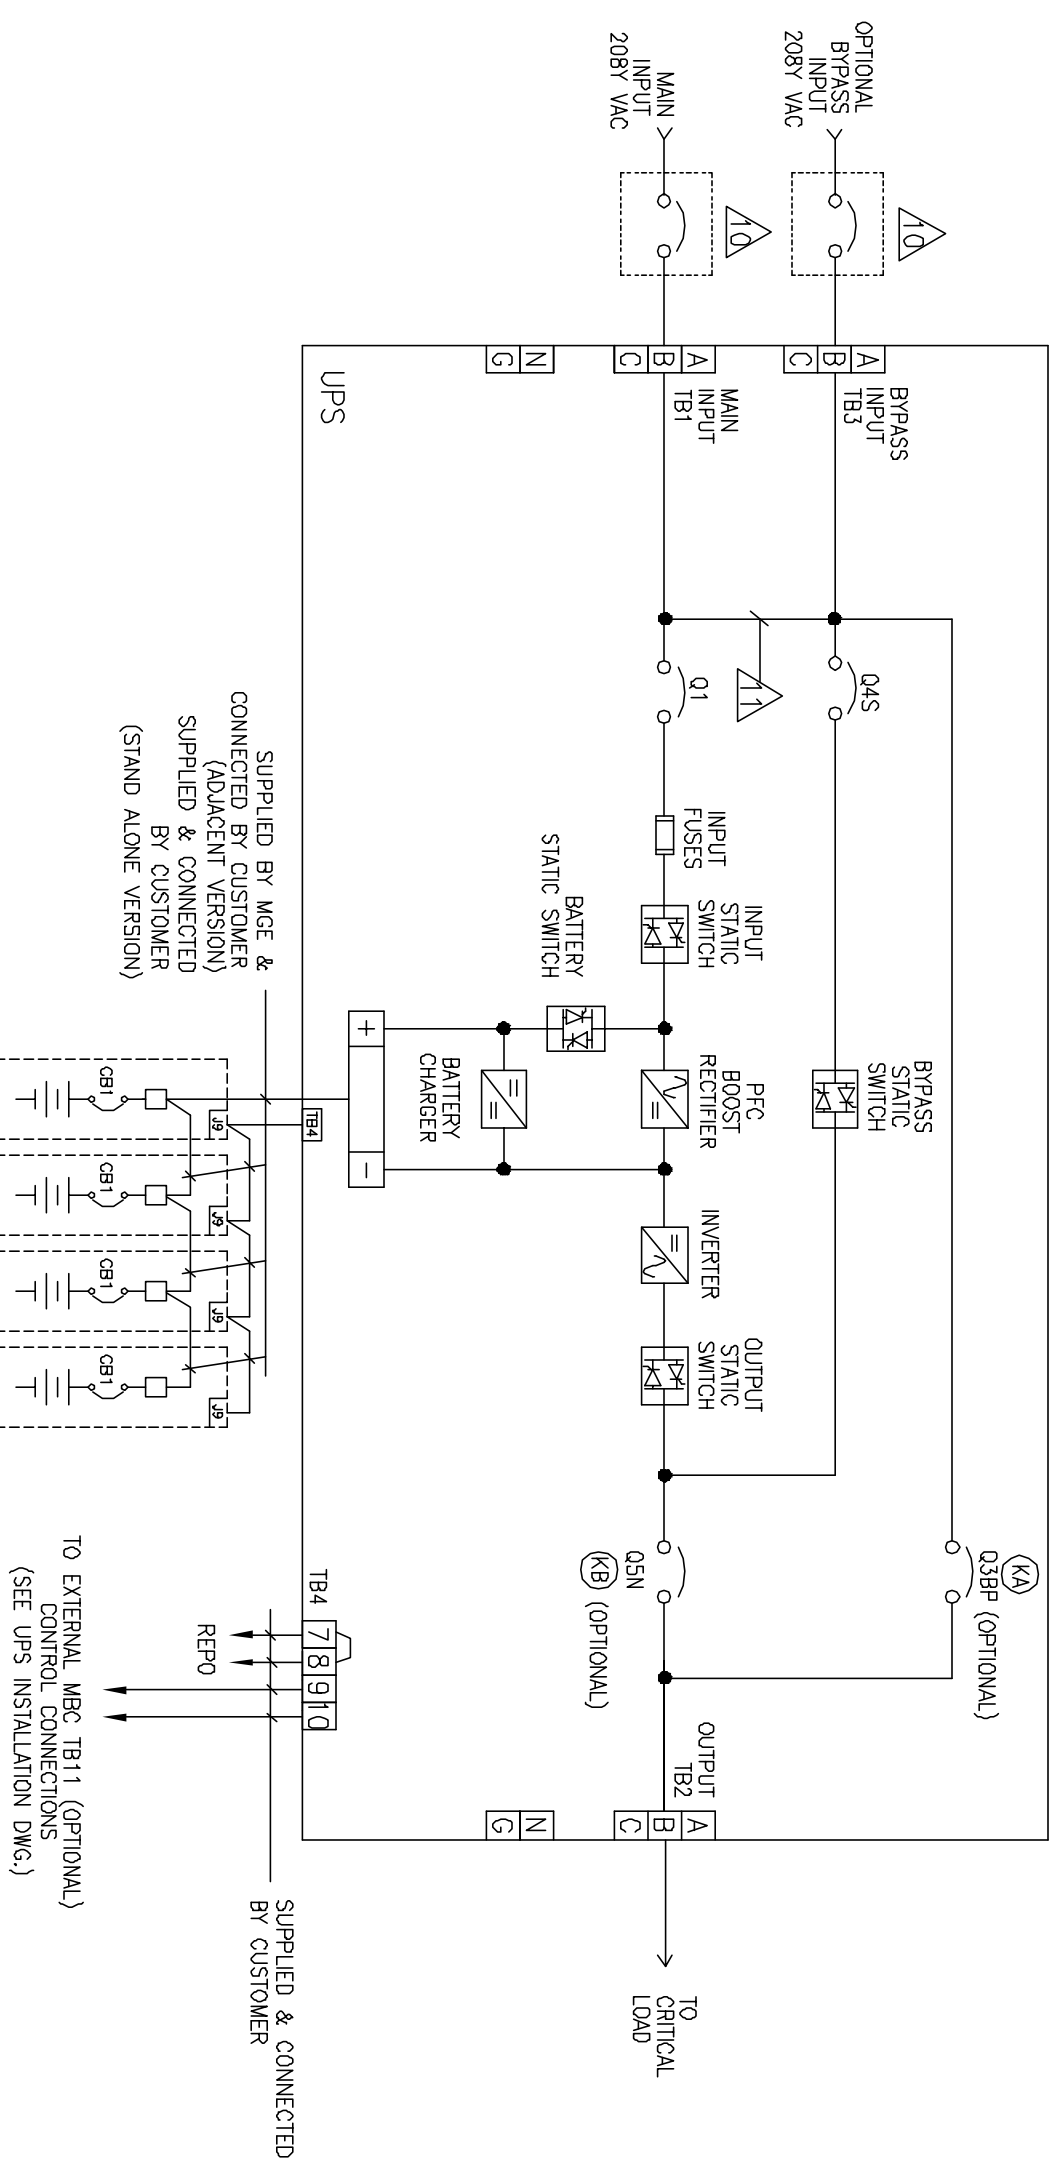 OPTIONAL
BYPASS
INPUT
208Y VAC
10
MAIN
INPUT
208Y VAC
10
A
B
C
BYPASS
INPUT
TB3
A
B
C
MAIN
INPUT
TB1
N
G
UPS
Q4S
Q1
11
INPUT
FUSES
INPUT
STATIC
SWITCH
BATTERY
STATIC SWITCH
BYPASS
STATIC
SWITCH
PFC
BOOST
RECTIFIER
BATTERY
CHARGER
+
-
INVERTER
OUTPUT
STATIC
SWITCH
KA
Q3BP (OPTIONAL)
Q5N
KB (OPTIONAL)
OUTPUT
TB2
A
B
C
N
G
TO
CRITICAL
LOAD
TB4
7
8
9
10
REPO
SUPPLIED & CONNECTED
BY CUSTOMER
TO EXTERNAL MBC TB11 (OPTIONAL)
CONTROL CONNECTIONS
(SEE UPS INSTALLATION DWG.)
SUPPLIED BY MGE &
CONNECTED BY CUSTOMER
(ADJACENT VERSION)
SUPPLIED & CONNECTED
BY CUSTOMER
(STAND ALONE VERSION)
TB4
J9
J9
J9
J9
CB1
CB1
CB1
CB1